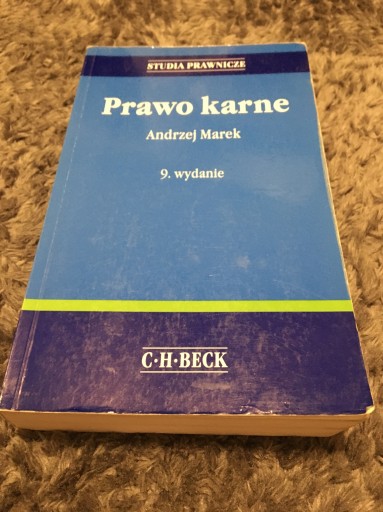 STUDIA PRAWNICZE
Prawo karne
Andrzej Marek
9. wydanie
C·H·BECK